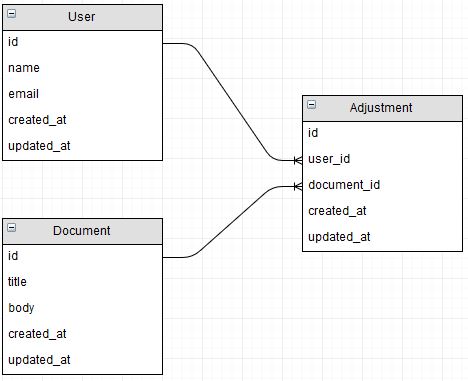 User
id
name
email
created_at
updated_at
Adjustment
id
user_id
document_id
created_at
updated_at
Document
id
title
body
created_at
updated_at